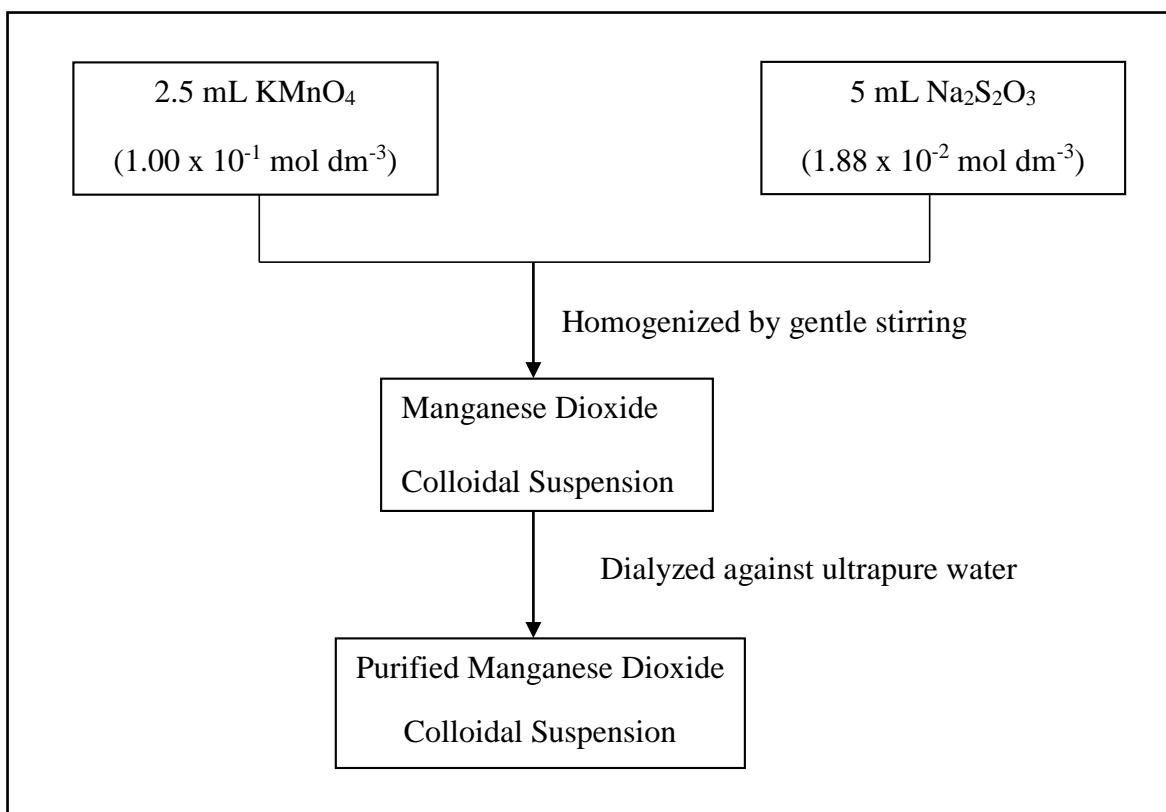 2.5 mL KMnO₄
(1.00 x 10⁻¹ mol dm⁻³)
5 mL Na₂S₂O₃
(1.88 x 10⁻² mol dm⁻³)
Homogenized by gentle stirring
Manganese Dioxide
Colloidal Suspension
Dialyzed against ultrapure water
Purified Manganese Dioxide
Colloidal Suspension